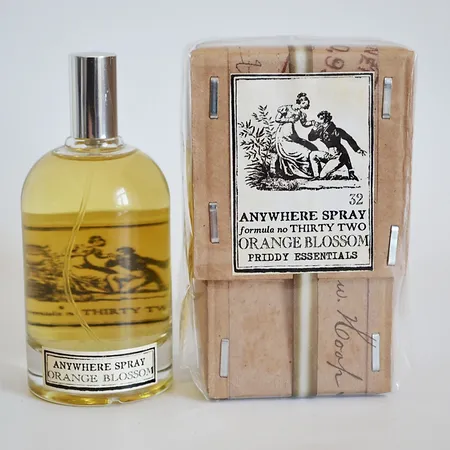 32
ANYWHERE SPRAY
formula no THIRTY TWO
ORANGE BLOSSOM
PRIDDY ESSENTIALS
THIRTY TWO
ANYWHERE SPRAY
ORANGE BLOSSOM